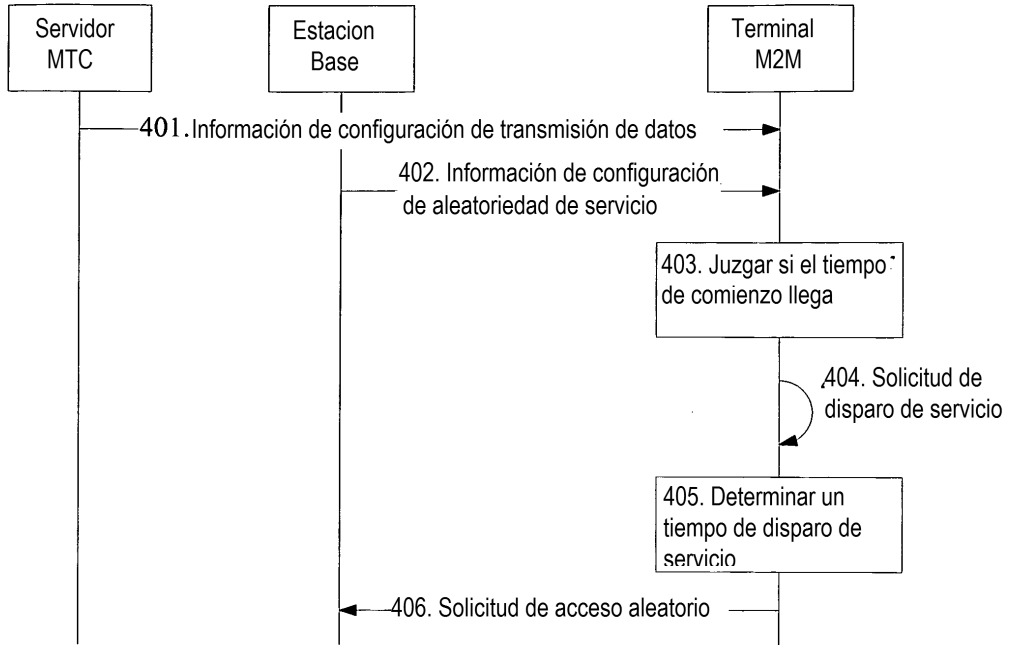 Servidor
MTC
Estacion
Base
Terminal
M2M
401. Información de configuración de transmisión de datos
402. Información de configuración
de aleatoriedad de servicio
403. Juzgar si el tiempo
de comienzo llega
404. Solicitud de
disparo de servicio
405. Determinar un
tiempo de disparo de
servicio
406. Solicitud de acceso aleatorio